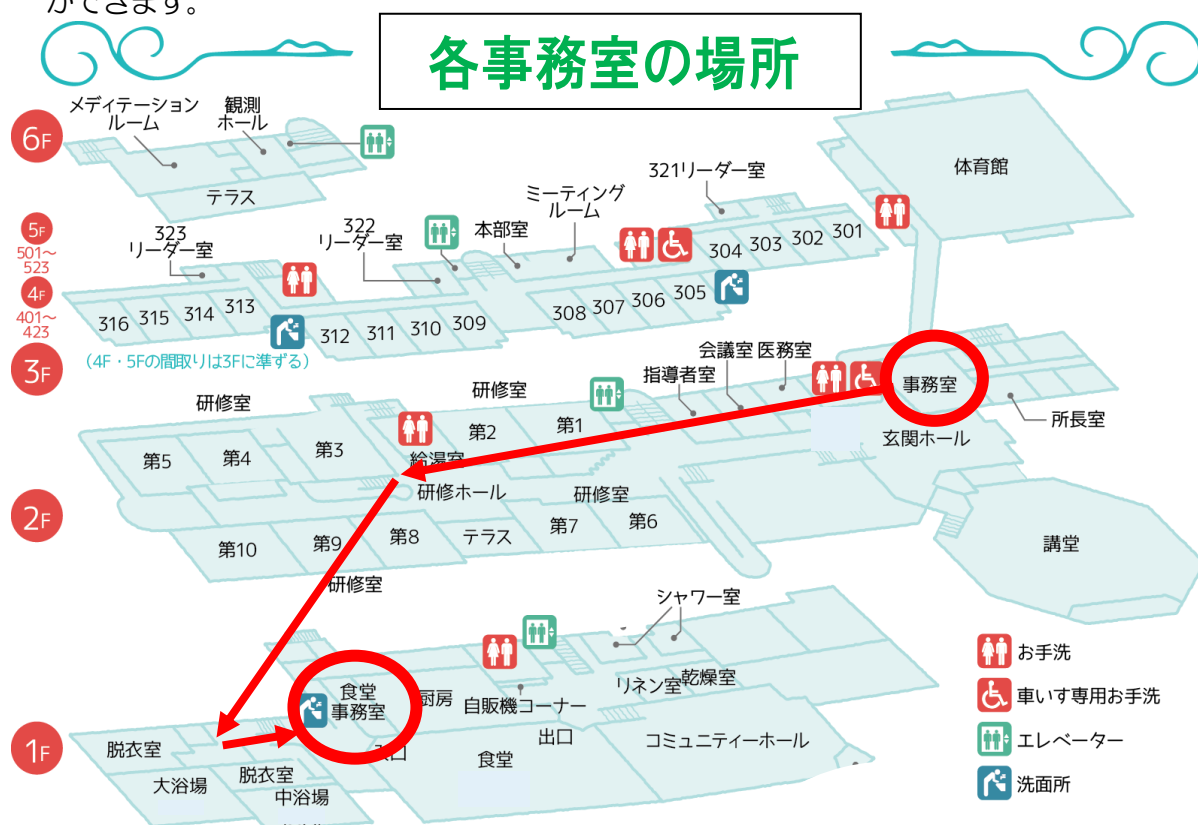 ができます。
各事務室の場所
6F
メディテーション
ルーム
観測
ホール
テラス
体育館
321リーダー室
ミーティング
ルーム
本部室
322
リーダー室
323
リーダー室
5F
501～
523
4F
401～
423
3F
304 303 302 301
308 307 306 305
316 315 314 313
312 311 310 309
(4F・5Fの間取りは3Fに準ずる)
会議室 医務室
指導者室
事務室
所長室
玄関ホール
研修室
研修室
第1
第2
第3
第4
第5
給湯室
研修ホール
研修室
2F
第6
第7
テラス
第8
第9
第10
研修室
講堂
シャワー室
食堂
事務室
厨房
自販機コーナー
リネン室
乾燥室
1F
脱衣室
大浴場
脱衣室
中浴場
入口
食堂
出口
コミュニティーホール
お手洗
車いす専用お手洗
エレベーター
洗面所